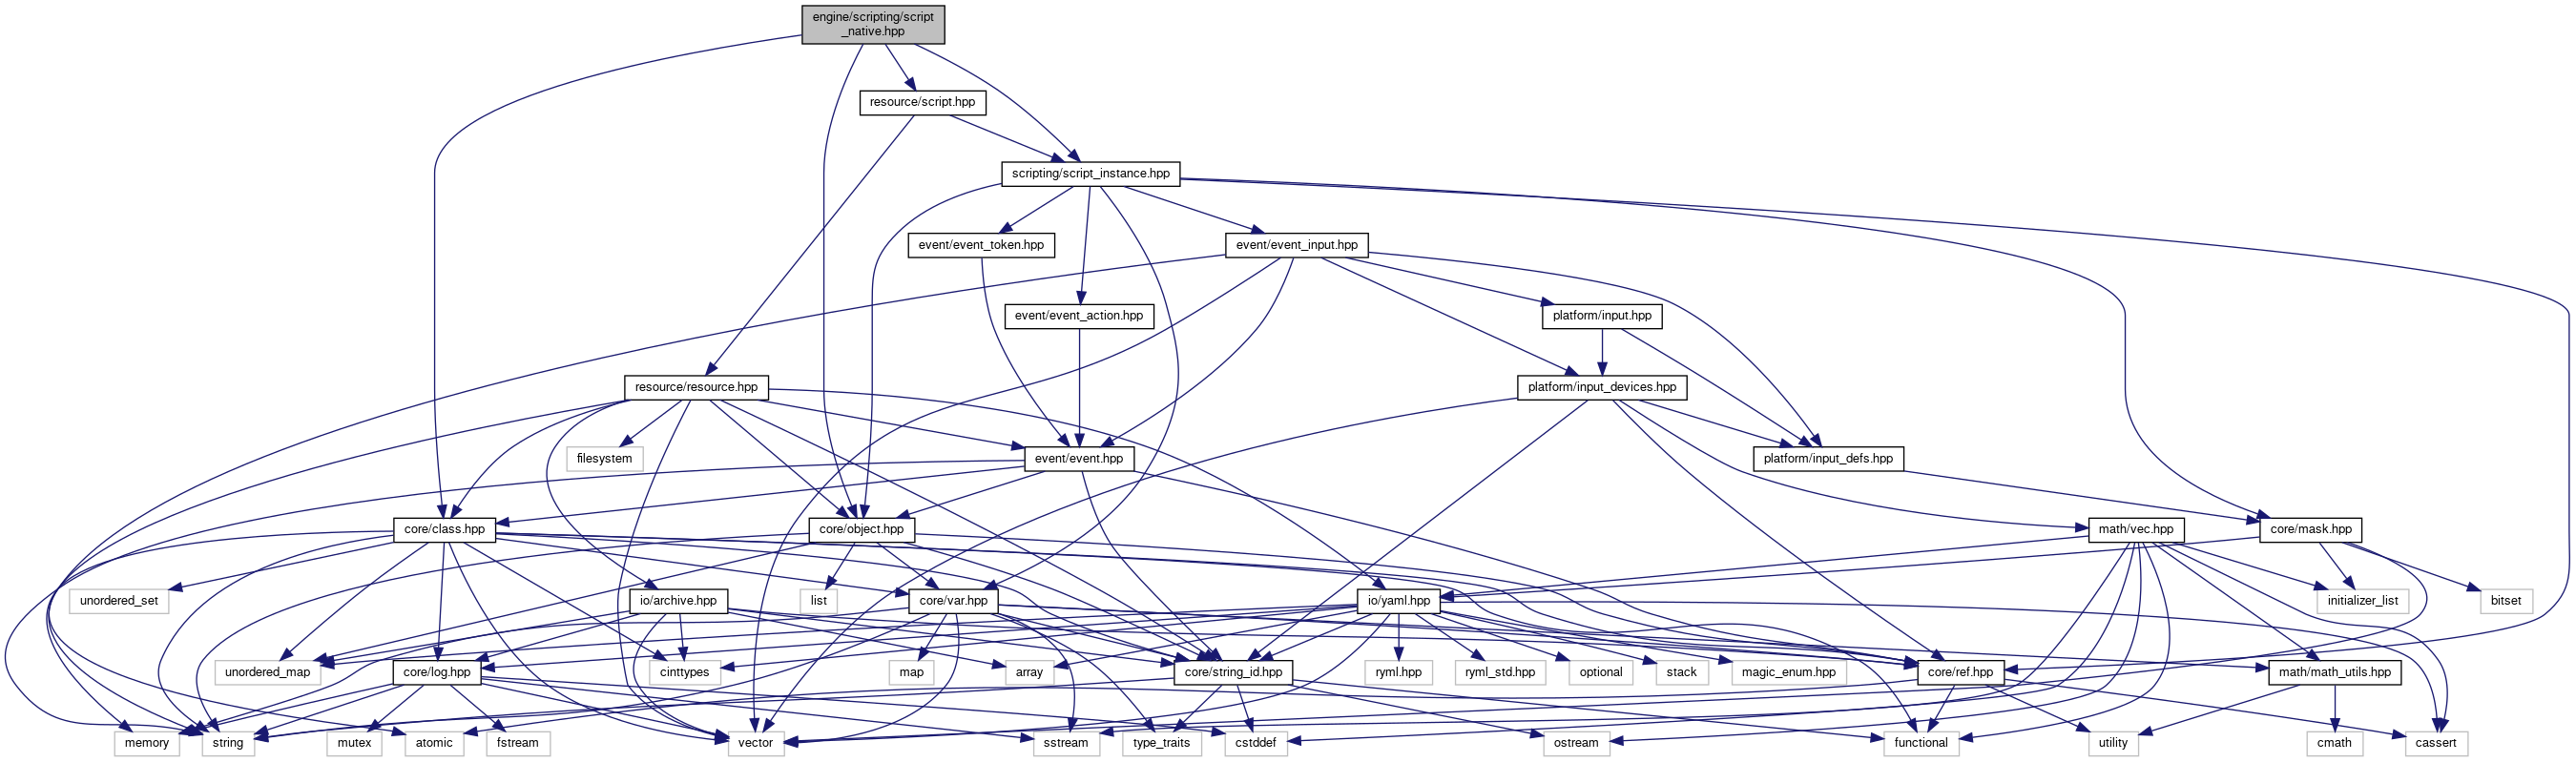 engine/scripting/script
_native.hpp
resource/script.hpp
scripting/script_instance.hpp
event/event_token.hpp
event/event_input.hpp
event/event_action.hpp
platform/input.hpp
resource/resource.hpp
platform/input_devices.hpp
filesystem
event/event.hpp
platform/input_defs.hpp
core/class.hpp
core/object.hpp
math/vec.hpp
core/mask.hpp
unordered_set
list
io/archive.hpp
core/var.hpp
io/yaml.hpp
initializer_list
bitset
unordered_map
core/log.hpp
cinttypes
map
array
core/string_id.hpp
ryml.hpp
ryml_std.hpp
optional
stack
magic_enum.hpp
core/ref.hpp
math/math_utils.hpp
memory
string
mutex
atomic
fstream
vector
sstream
type_traits
cstddef
ostream
functional
utility
cmath
cassert